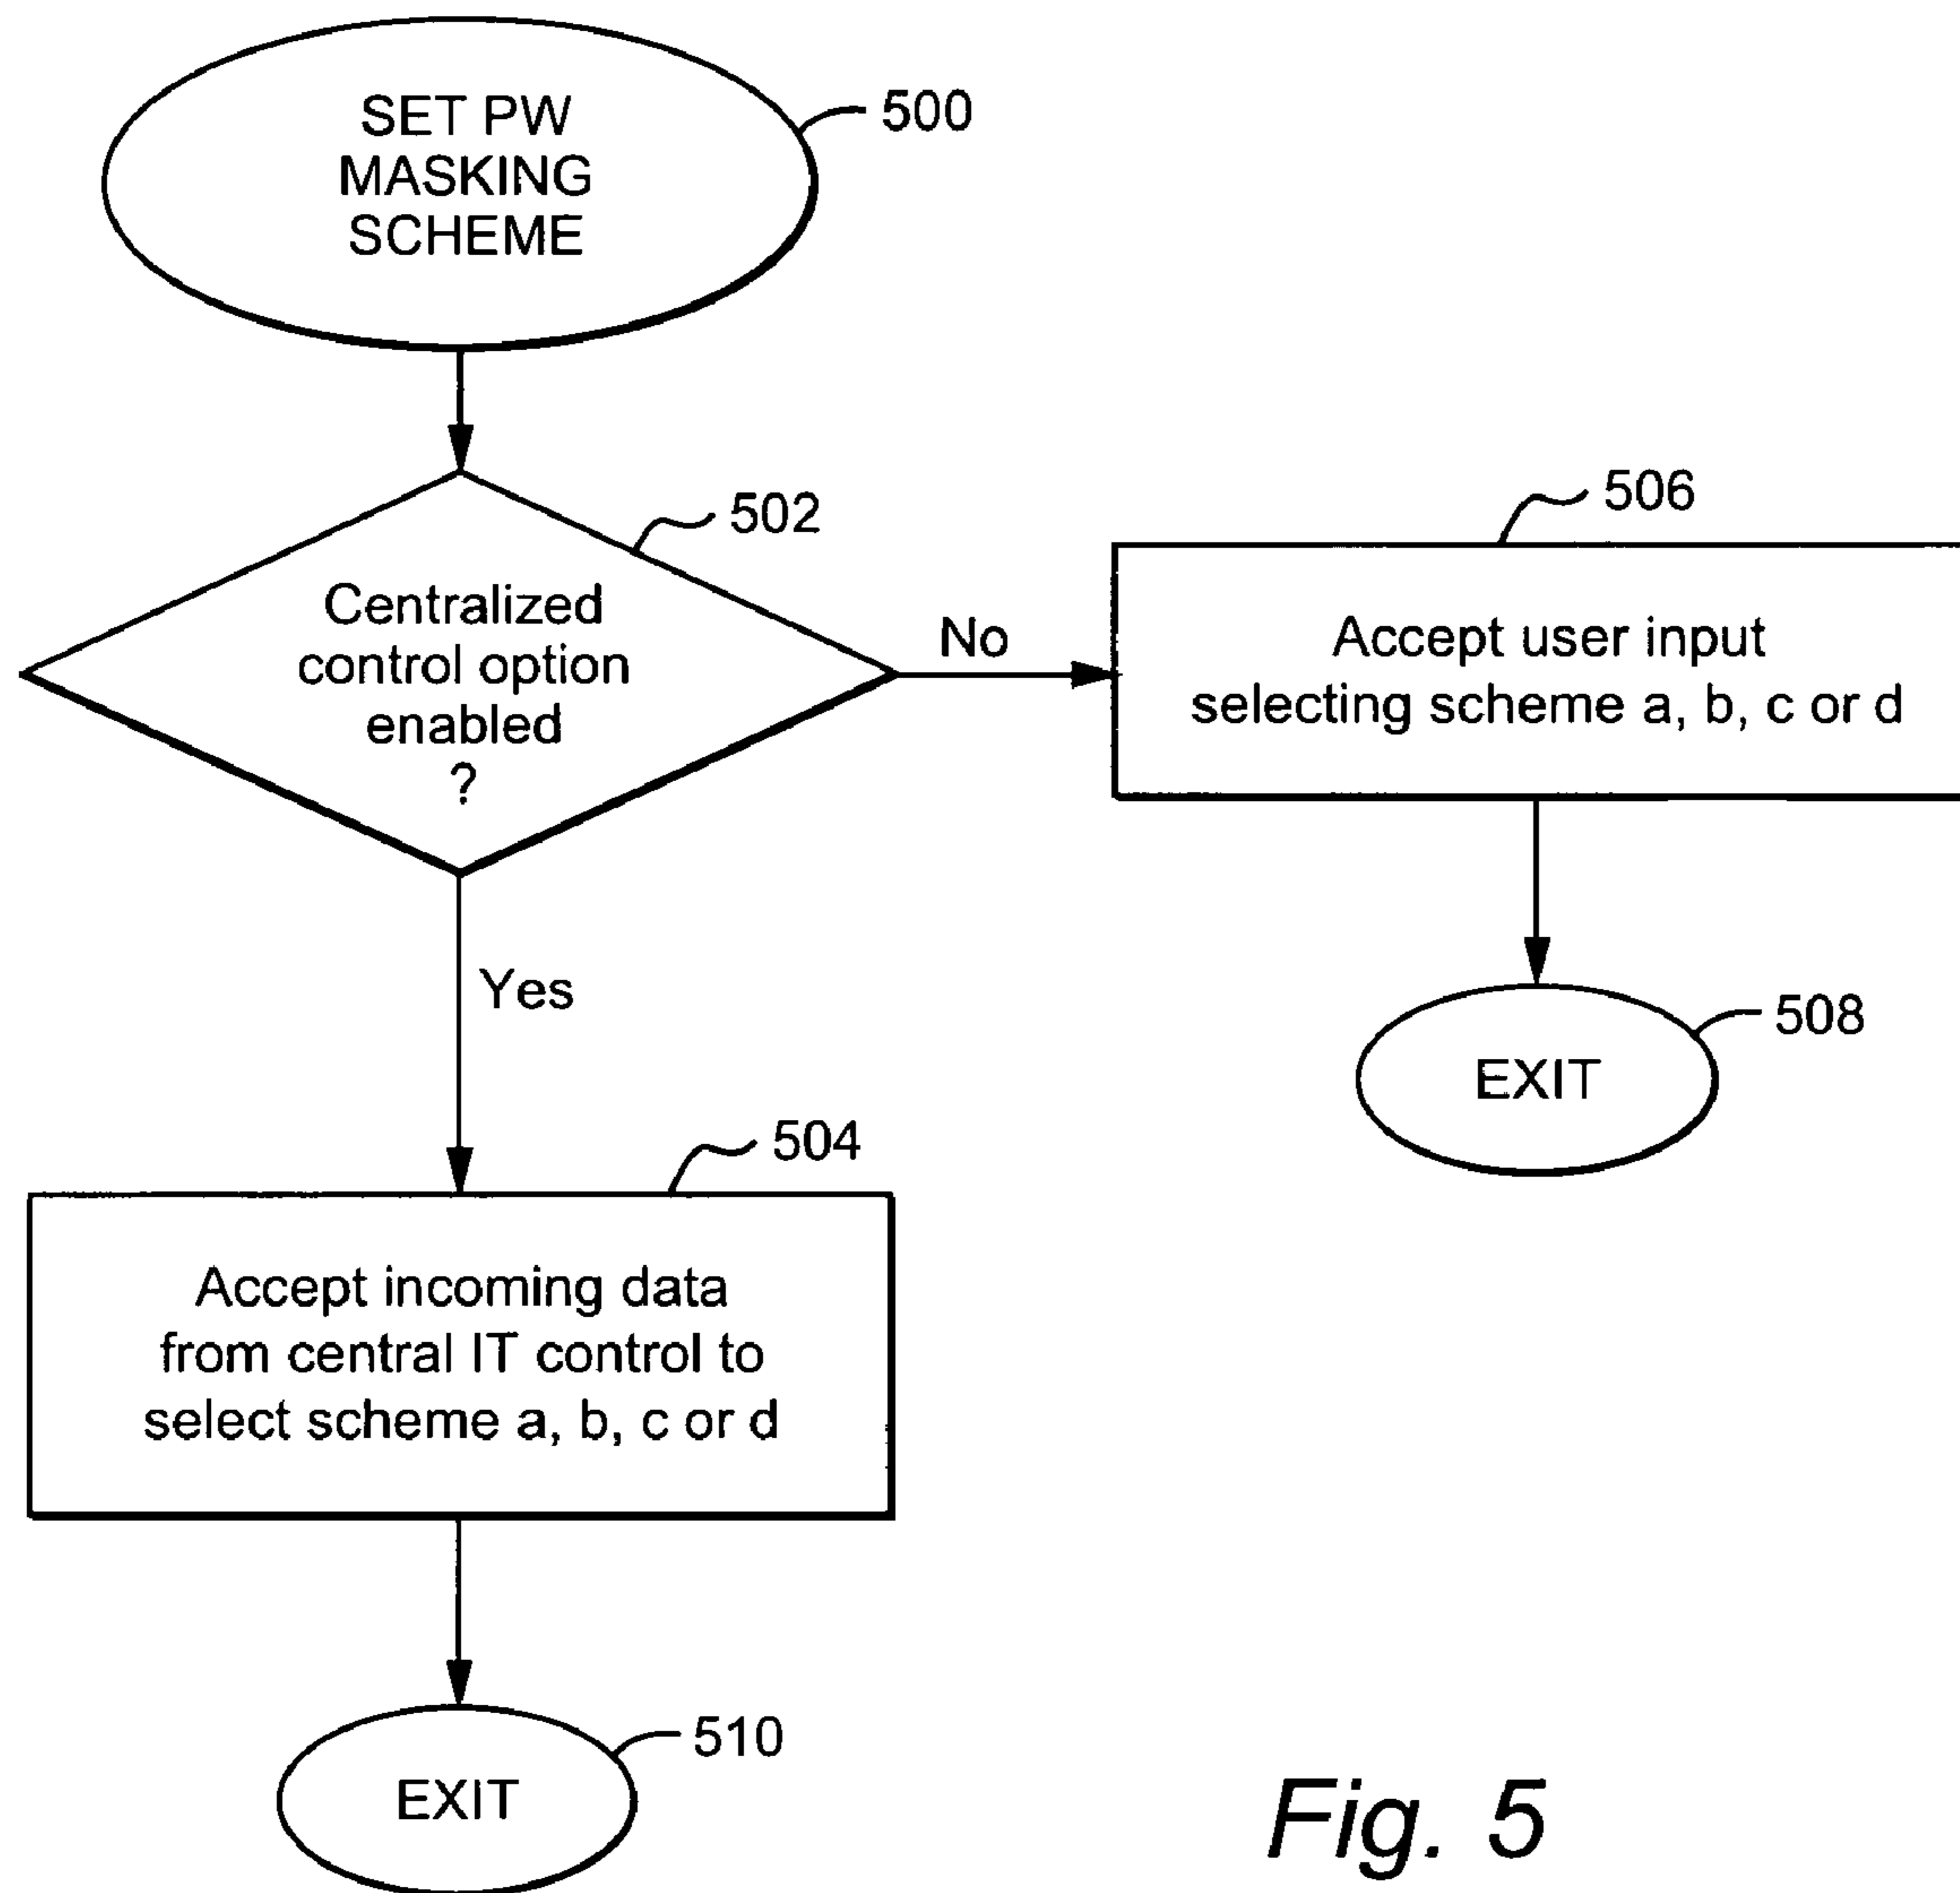 SET PW
MASKING
SCHEME
500
502
Centralized
control option
enabled
?
No
506
Accept user input
selecting scheme a, b, c or d
Yes
508
EXIT
504
Accept incoming data
from central IT control to
select scheme a, b, c or d
510
EXIT
Fig. 5